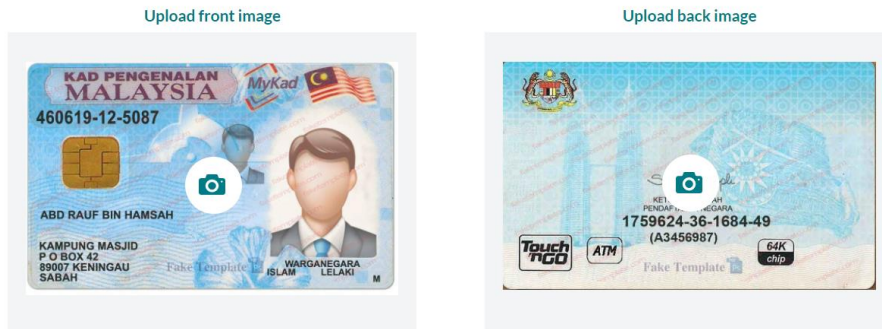 Upload front image
KAD PENGENALAN
MALAYSIA
MyKad
460619-12-5087
ABD RAUF BIN HAMSAH
KAMPUNG MASJID
P O BOX 42
89007 KENINGAU
SABAH
Fake Template
WARGANEGARA
ISLAM LELAKI
M
Upload back image
1759624-36-1684-49
(A3456987)
Touch
'nGO
ATM
64K
chip
Fake Template